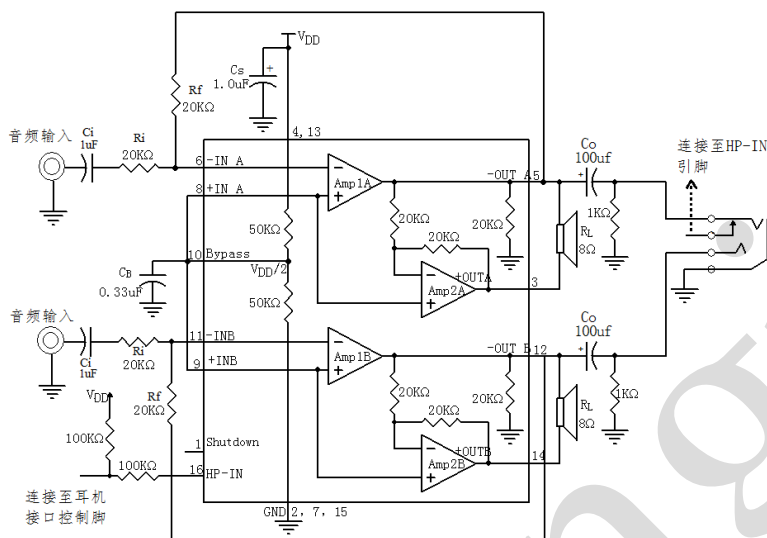 VDD
Cs
1.0uF
Rf
20KΩ
音频输入
Ci
1uF
Ri
20KΩ
4,13
6
-IN A
8
+IN A
Amp1A
-OUT A
5
Co
100uf
连接至HP-IN
引脚
50KΩ
20KΩ
20KΩ
20KΩ
1KΩ
RL
8Ω
10
Bypass
VDD/2
CB
0.33uF
50KΩ
Amp2A
+OUTA
3
音频输入
Ci
1uF
Ri
20KΩ
11
-INB
9
+INB
Amp1B
-OUT B
12
Co
100uf
Rf
20KΩ
VDD
100KΩ
100KΩ
20KΩ
20KΩ
20KΩ
RL
8Ω
1KΩ
1
Shutdown
16
HP-IN
Amp2B
+OUTB
14
连接至耳机
接口控制脚
GND 2, 7, 15